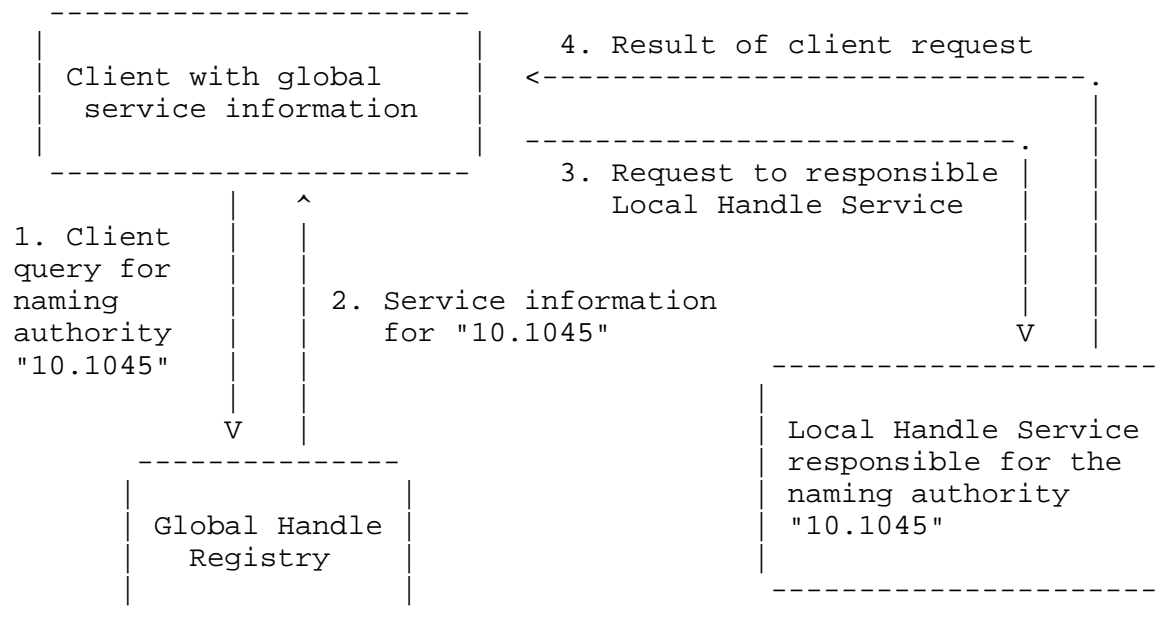 4. Result of client request
Client with global
service information
3. Request to responsible
Local Handle Service
1. Client
query for
naming
authority
"10.1045"
2. Service information
for "10.1045"
Local Handle Service
responsible for the
naming authority
"10.1045"
Global Handle
Registry